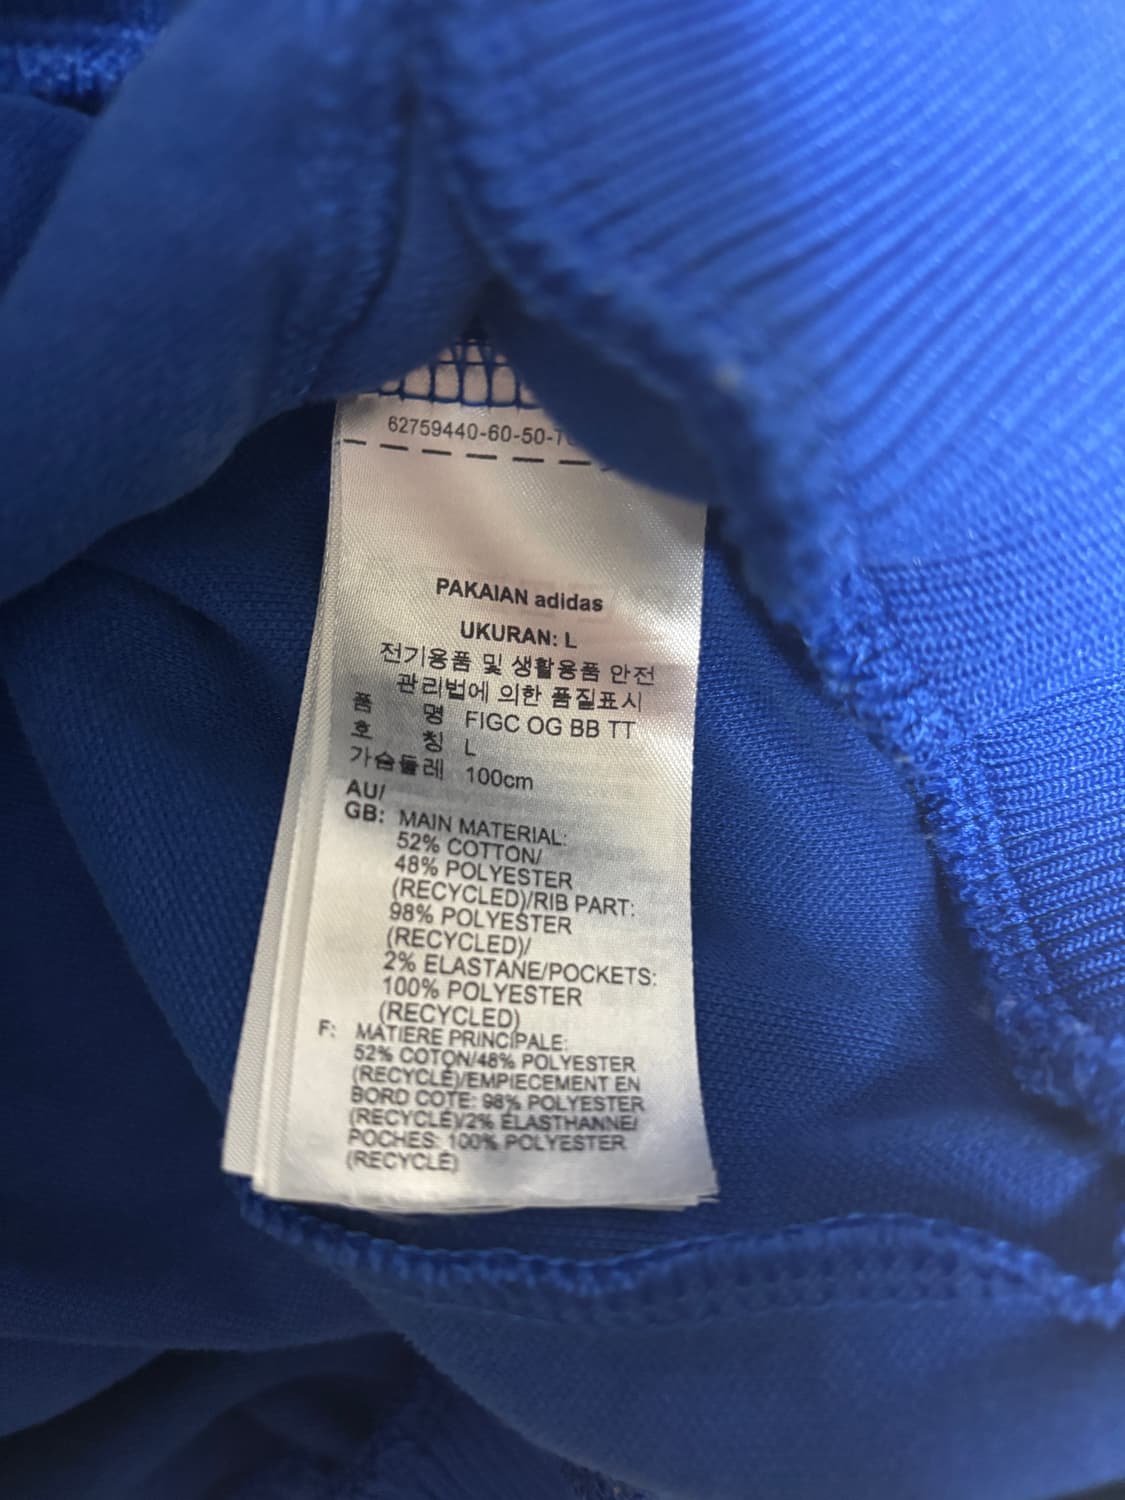 62759440-60-50-
PAKAIAN adidas
UKURAN: L
전기용품 및 생활용품 안전
관리법에 의한 품질표시
품 명 FIGC OG BB TT
호 칭 L
가슴둘레 100cm
AU/
GB: MAIN MATERIAL:
52% COTTON/
48% POLYESTER
(RECYCLED)/RIB PART:
98% POLYESTER
(RECYCLED)/
2% ELASTANE/POCKETS:
100% POLYESTER
(RECYCLED)
F: MATIERE PRINCIPALE:
52% COTON/48% POLYESTER
(RECYCLÉ)/EMPIECEMENT EN
BORD COTE: 98% POLYESTER
(RECYCLÉ)/2% ÉLASTHANNE/
POCHES: 100% POLYESTER
(RECYCLÉ)